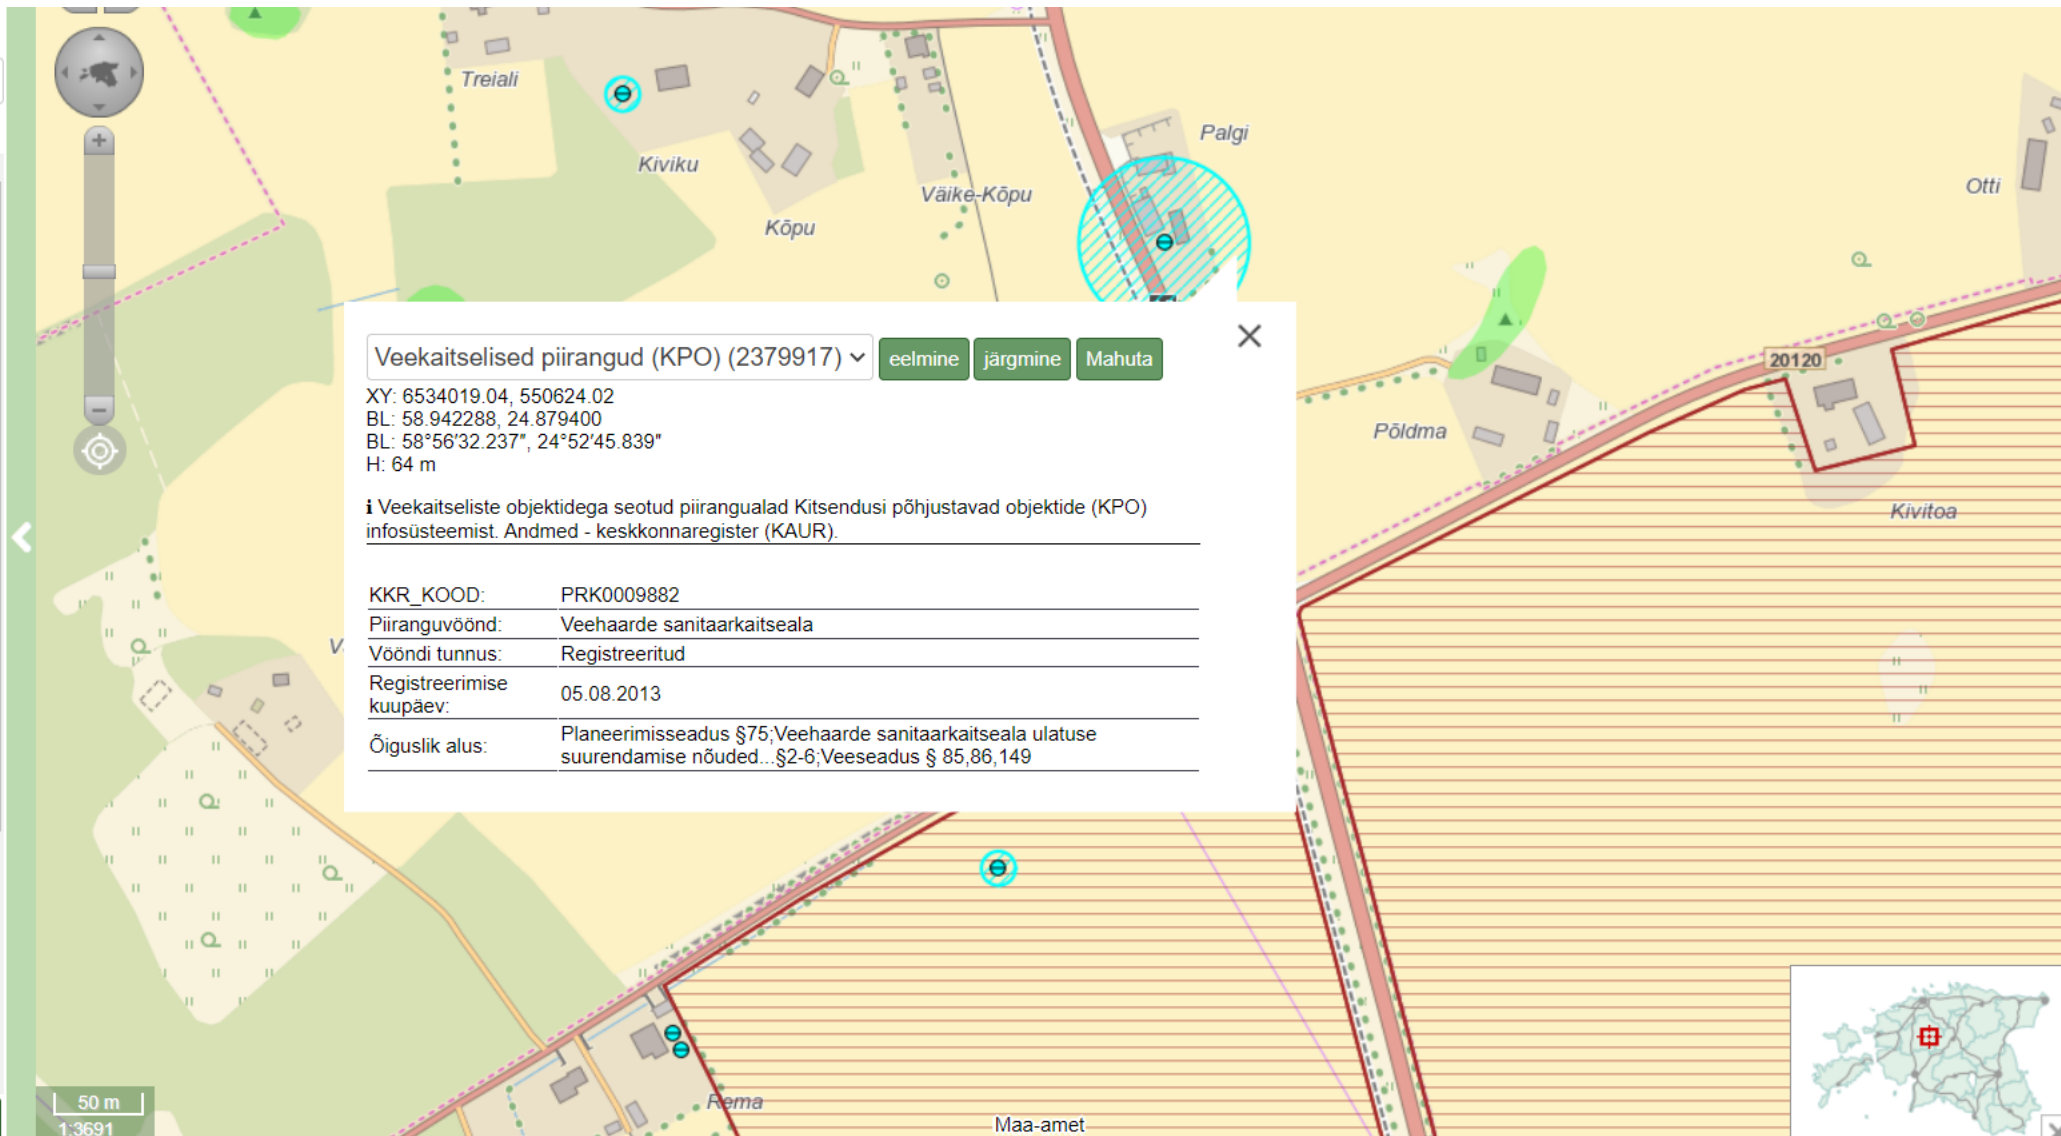 Treiali
Kiviku
Kõpu
Väike-Kõpu
Palgi
Otti
Veekaitselised piirangud (KPO) (2379917)
eelmine
järgmine
Mahuta
XY: 6534019.04, 550624.02
BL: 58.942288, 24.879400
BL: 58°56′32.237″, 24°52′45.839″
H: 64 m
i Veekaitseliste objektidega seotud piirangualad Kitsendusi põhjustavad objektide (KPO)
infosüsteemist. Andmed - keskkonnaregister (KAUR).
KKR_KOOD: PRK0009882
Piiranguvöönd: Veehaarde sanitaarkaitseala
Vööndi tunnus: Registreeritud
Registreerimise
kuupäev: 05.08.2013
Õiguslik alus: Planeerimisseadus §75;Veehaarde sanitaarkaitseala ulatuse
suurendamise nõuded...§2-6;Veeseadus § 85,86,149
20120
Põldma
Kivitoa
Rema
50 m
1:3691
Maa-amet